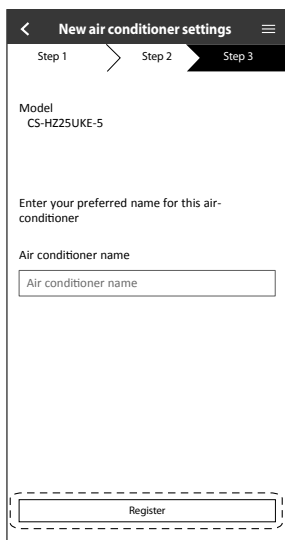 New air conditioner settings
Step 1 Step 2 Step 3
Model
CS-HZ25UKE-5
Enter your preferred name for this air-
conditioner
Air conditioner name
Air conditioner name
Register